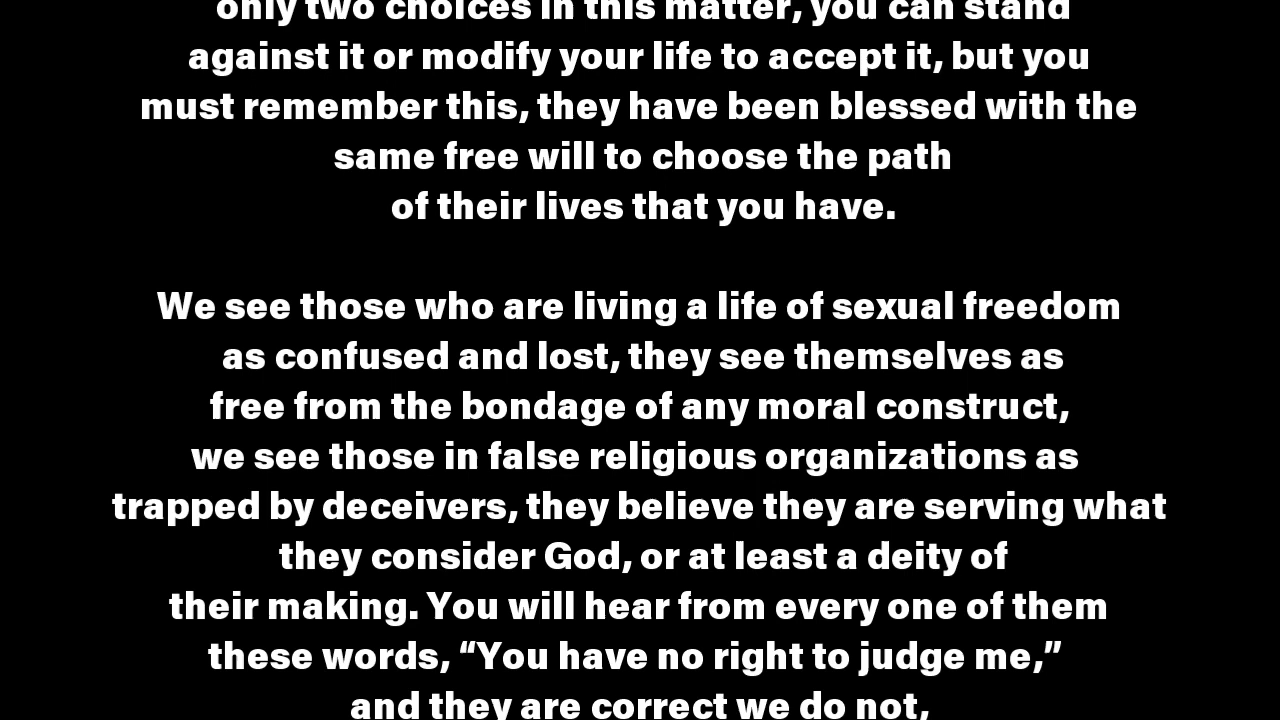 only two choices in this matter, you can stand
against it or modify your life to accept it, but you
must remember this, they have been blessed with the
same free will to choose the path
of their lives that you have.
We see those who are living a life of sexual freedom
as confused and lost, they see themselves as
free from the bondage of any moral construct,
we see those in false religious organizations as
trapped by deceivers, they believe they are serving what
they consider God, or at least a deity of
their making. You will hear from every one of them
these words, “You have no right to judge me,”
and they are correct we do not,